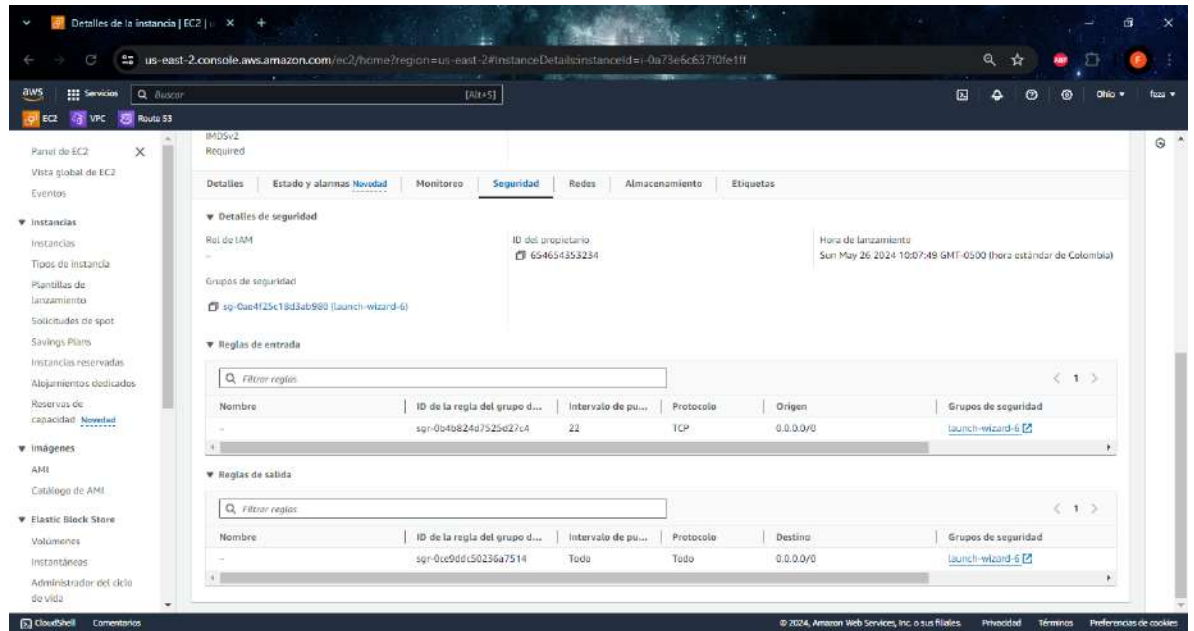 Detalles de la instancia | EC2 |
us-east-2.console.aws.amazon.com/ec2/home?region=us-east-2#InstanceDetails:instanceId=i-0a73e6c637f0fe1ff
aws Servicios Buscar [Alt+S] Ohio
EC2 VPC Route 53
IMDSv2
Required
Panel de EC2
Vista global de EC2
Eventos
Instancias
Instancias
Tipos de instancia
Plantillas de
lanzamiento
Solicitudes de spot
Savings Plans
Instancias reservadas
Alojamientos dedicados
Reservas de
capacidad Novedad
Imágenes
AMI
Catálogo de AMI
Elastic Block Store
Volúmenes
Instantáneas
Administrador del ciclo
de vida
Detalles Estado y alarmas Novedad Monitoreo Seguridad Redes Almacenamiento Etiquetas
Detalles de seguridad
Rol de IAM ID del propietario Hora de lanzamiento
– 654654353234 Sun May 26 2024 10:07:49 GMT-0500 (hora estándar de Colombia)
Grupos de seguridad
sg-0ae4f25c18d3ab980 (launch-wizard-6)
Reglas de entrada
Filtrar reglas 1
Nombre ID de la regla del grupo d... Intervalo de pu... Protocolo Origen Grupos de seguridad
– sgr-0b4b824d7525d27c4 22 TCP 0.0.0.0/0 launch-wizard-6
Reglas de salida
Filtrar reglas 1
Nombre ID de la regla del grupo d... Intervalo de pu... Protocolo Destino Grupos de seguridad
– sgr-0ce9ddc50236a7514 Todo Todo 0.0.0.0/0 launch-wizard-6
CloudShell Comentarios © 2024, Amazon Web Services, Inc. o sus filiales. Privacidad Términos Preferencias de cookies